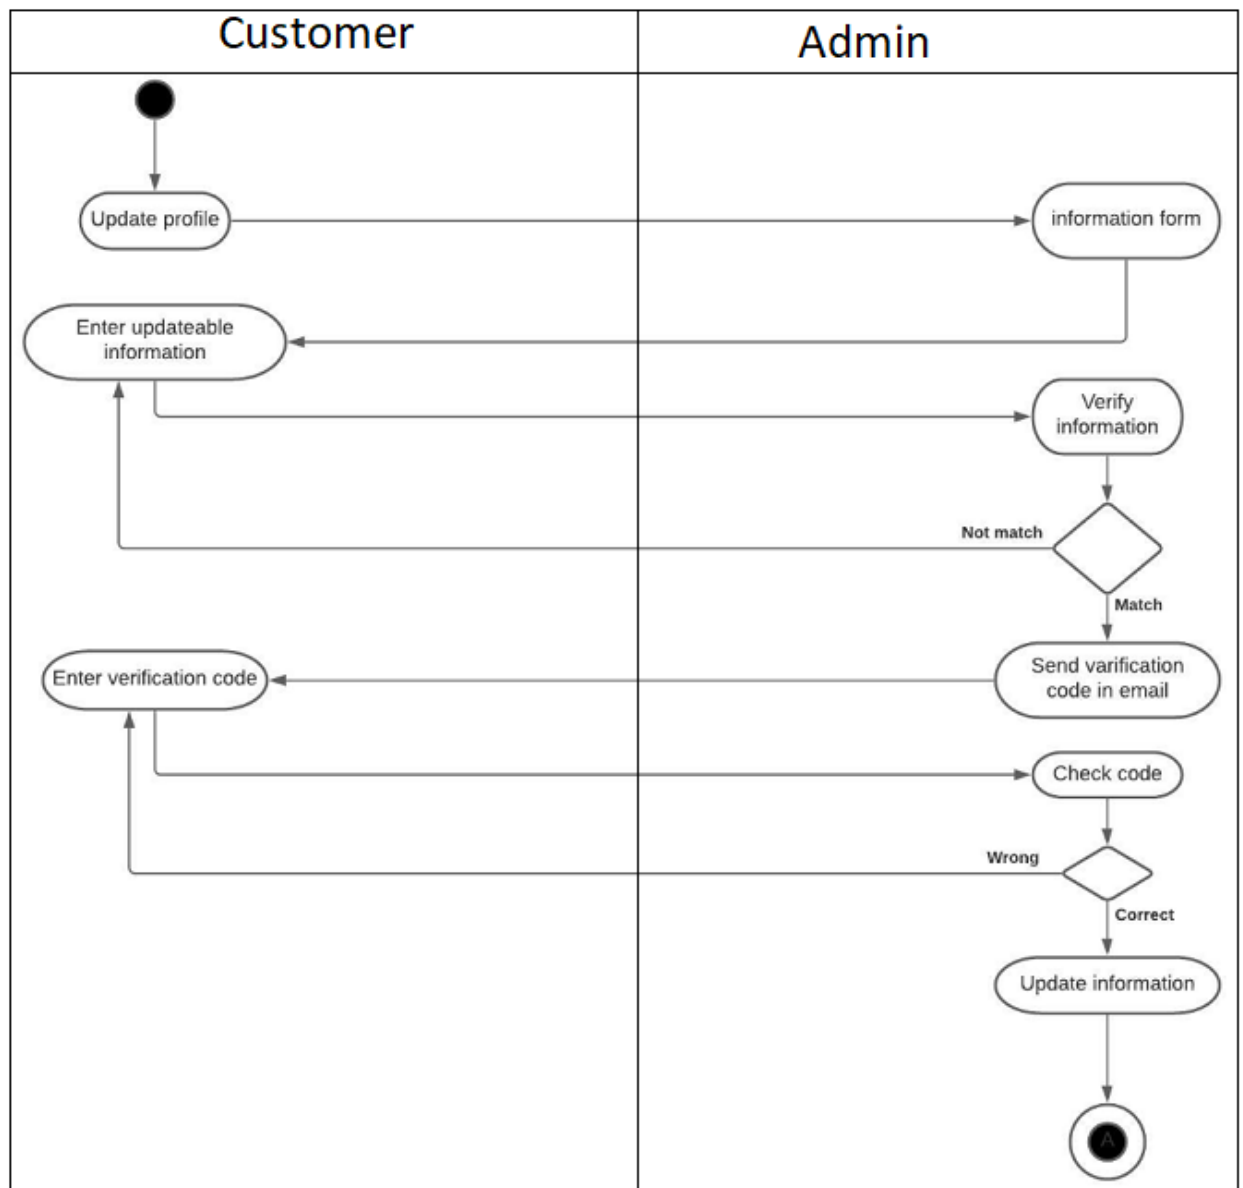 Customer
Admin
Update profile
information form
Enter updateable
information
Verify
information
Not match
Match
Enter verification code
Send varification
code in email
Check code
Wrong
Correct
Update information
A